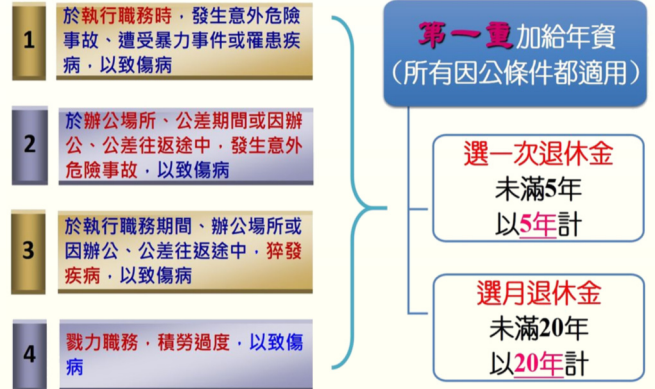 1
於執行職務時，發生意外危險
事故、遭受暴力事件或罹患疾
病，以致傷病
2
於辦公場所、公差期間或因辦
公、公差往返途中，發生意外
危險事故，以致傷病
3
於執行職務期間、辦公場所或
因辦公、公差往返途中，猝發
疾病，以致傷病
4
戮力職務，積勞過度，以致傷
病
第一重加給年資
（所有因公條件都適用）
選一次退休金
未滿5年
以5年計
選月退休金
未滿20年
以20年計